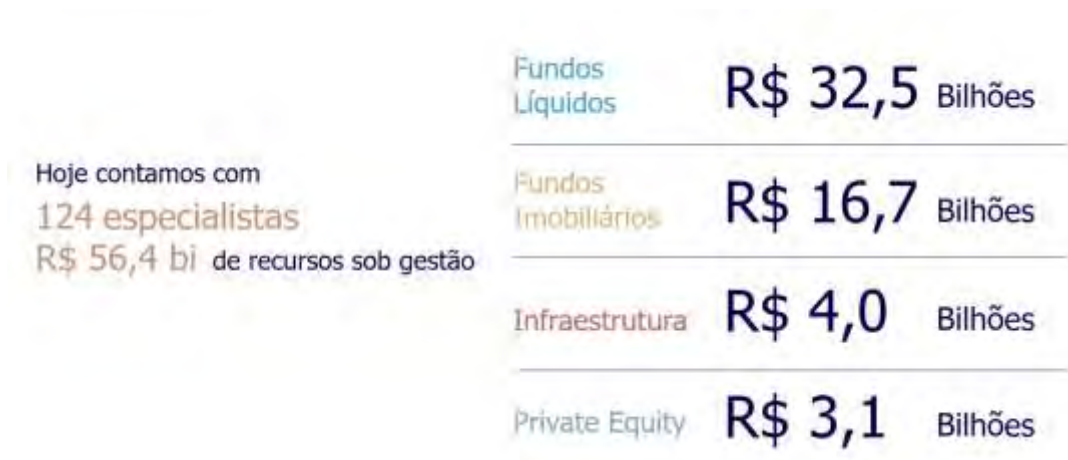 Hoje contamos com
124 especialistas
R$ 56,4 bi de recursos sob gestão
Fundos
Líquidos
R$ 32,5 Bilhões
Fundos
Imobiliários
R$ 16,7 Bilhões
Infraestrutura R$ 4,0 Bilhões
Private Equity R$ 3,1 Bilhões